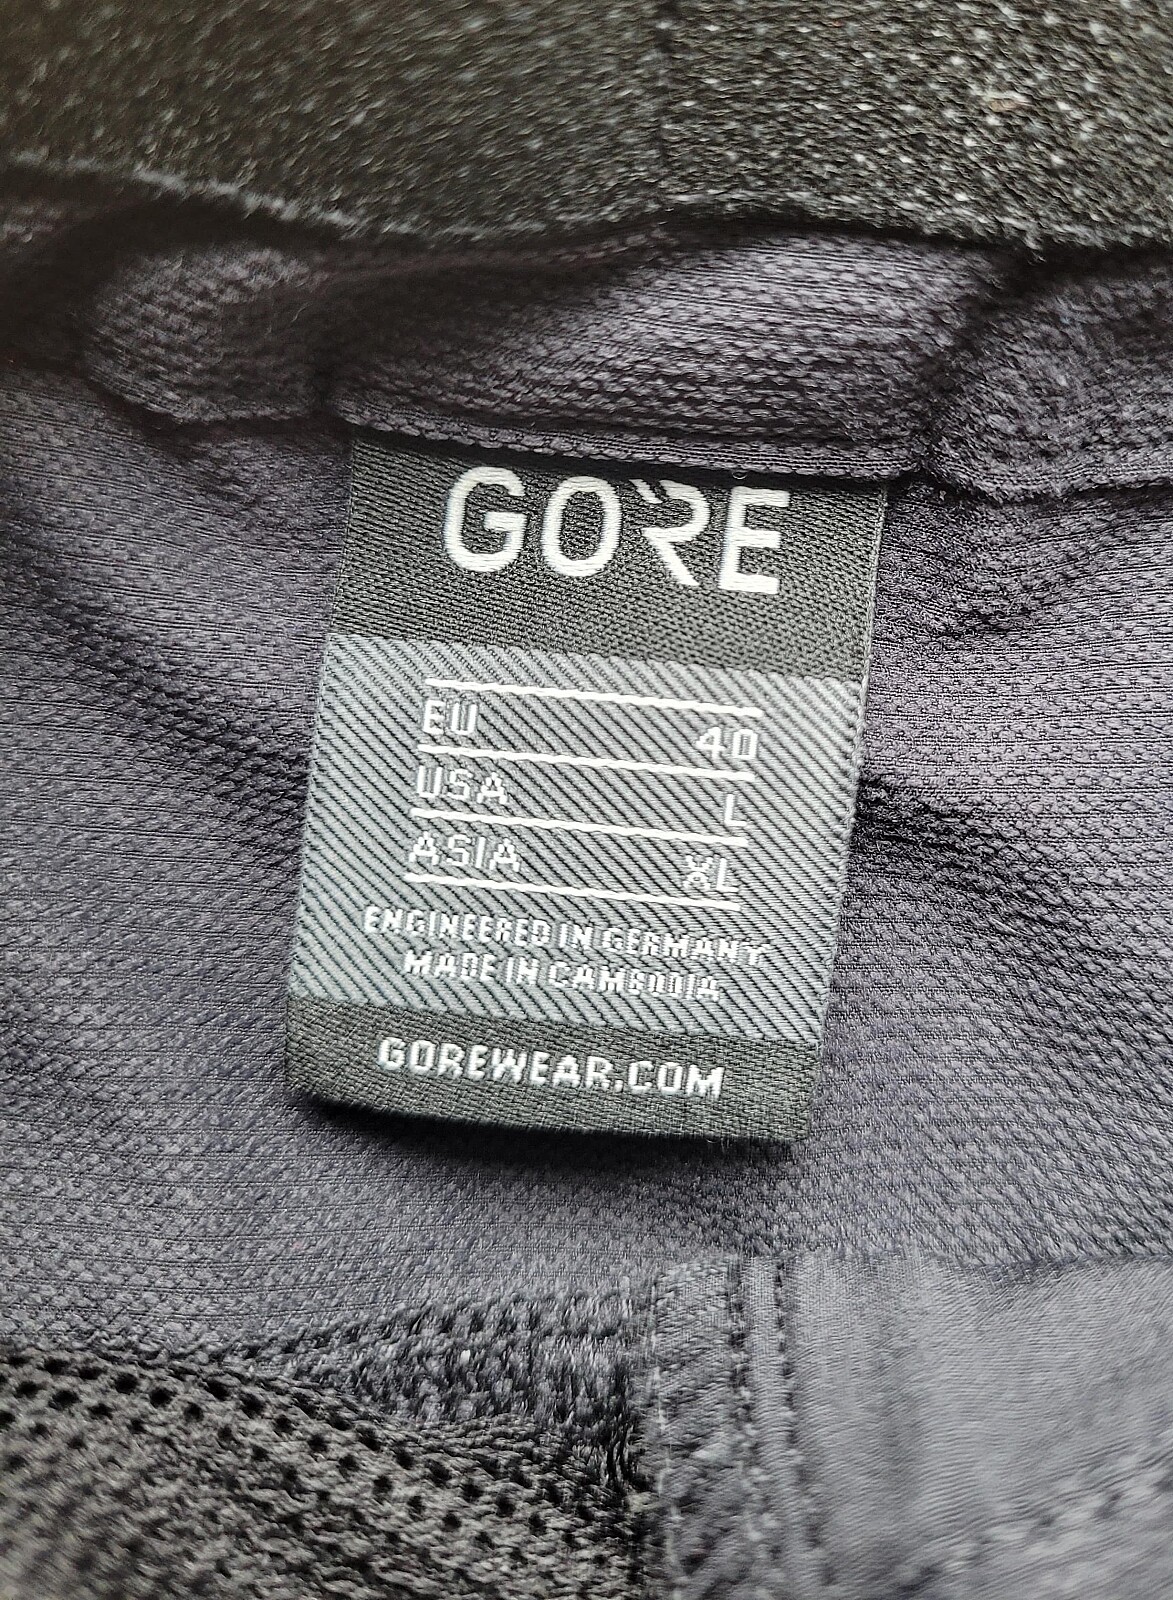 GORE
EU 40
USA L
ASIA XL
ENGINEERED IN GERMANY
MADE IN CAMBODIA
GOREWEAR.COM